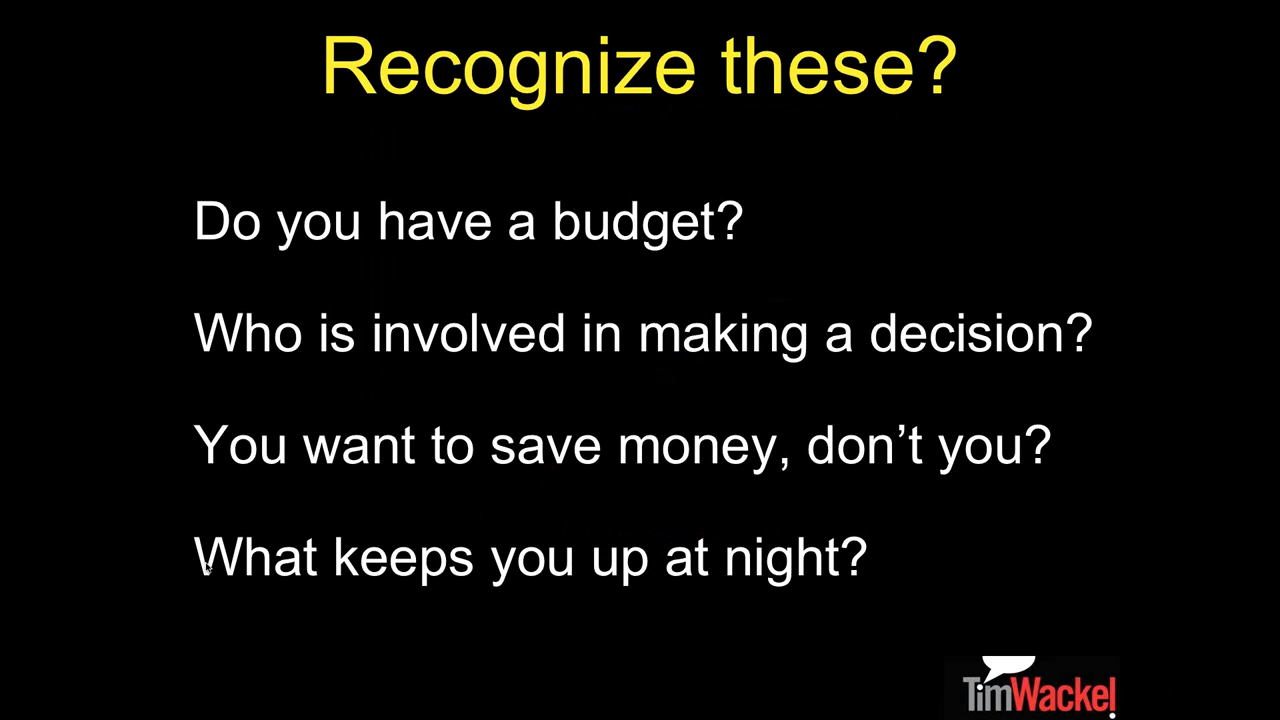 Recognize these?
Do you have a budget?
Who is involved in making a decision?
You want to save money, don’t you?
What keeps you up at night?
TimWackel